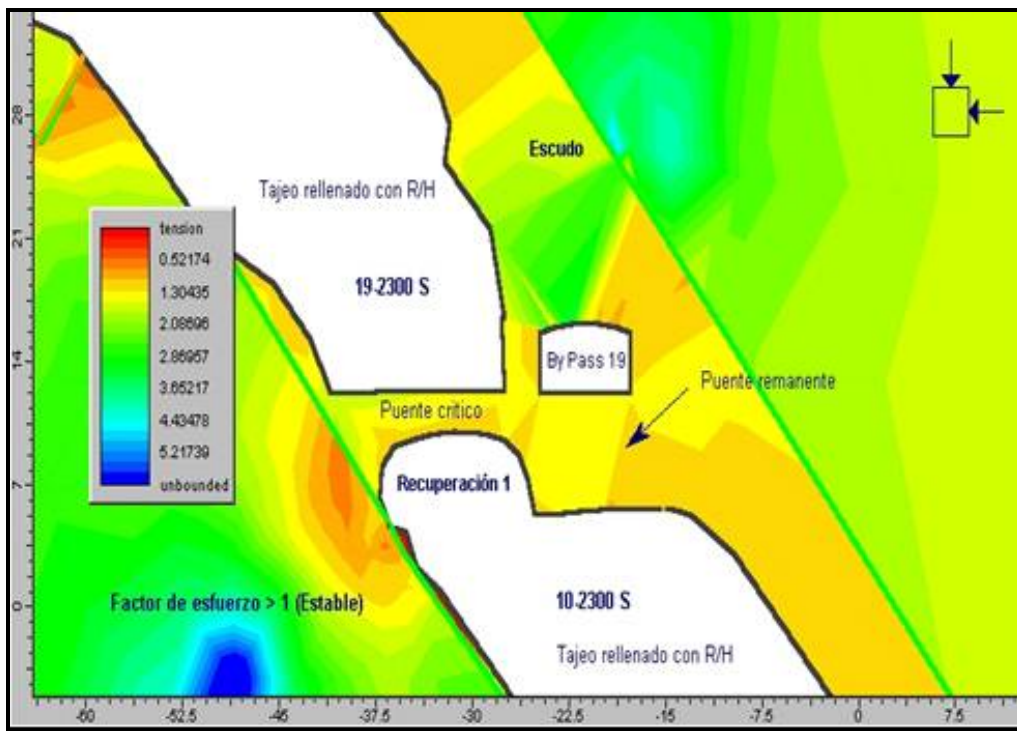 Escudo
Tajeo rellenado con R/H
19-2300 S
tension
0.52174
1.30435
2.08696
2.86957
3.65217
4.43478
5.21739
unbounded
By Pass 19
Puente remanente
Puente critico
Recuperación 1
Factor de esfuerzo > 1 (Estable)
10-2300 S
Tajeo rellenado con R/H
28
21
14
7
0
-60 -52.5 -45 -37.5 -30 -22.5 -15 -7.5 0 7.5